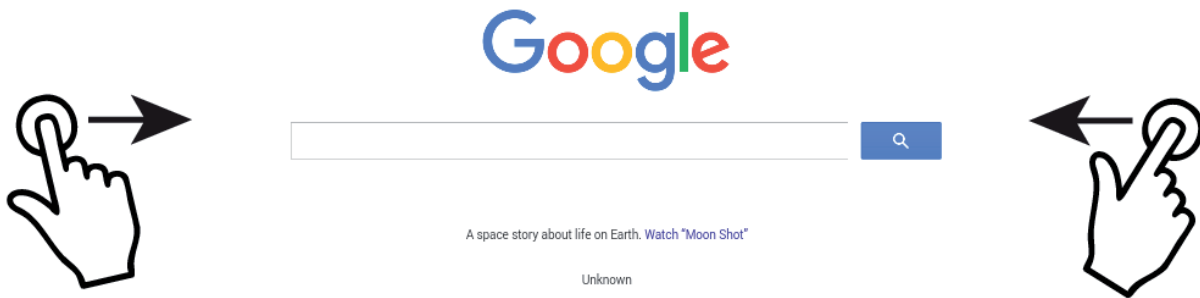 Google
A space story about life on Earth. Watch “Moon Shot”
Unknown